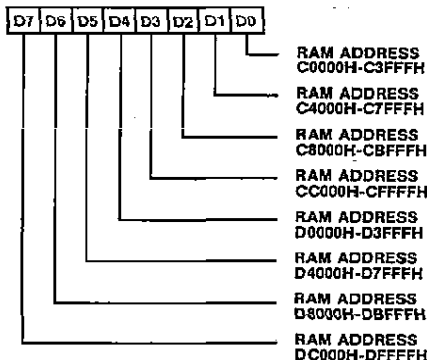 D7 D6 D5 D4 D3 D2 D1 D0
RAM ADDRESS
C0000H-C3FFFH
RAM ADDRESS
C4000H-C7FFFH
RAM ADDRESS
C8000H-CBFFFH
RAM ADDRESS
CC000H-CFFFFH
RAM ADDRESS
D0000H-D3FFFH
RAM ADDRESS
D4000H-D7FFFH
RAM ADDRESS
D8000H-DBFFFH
RAM ADDRESS
DC000H-DFFFFH